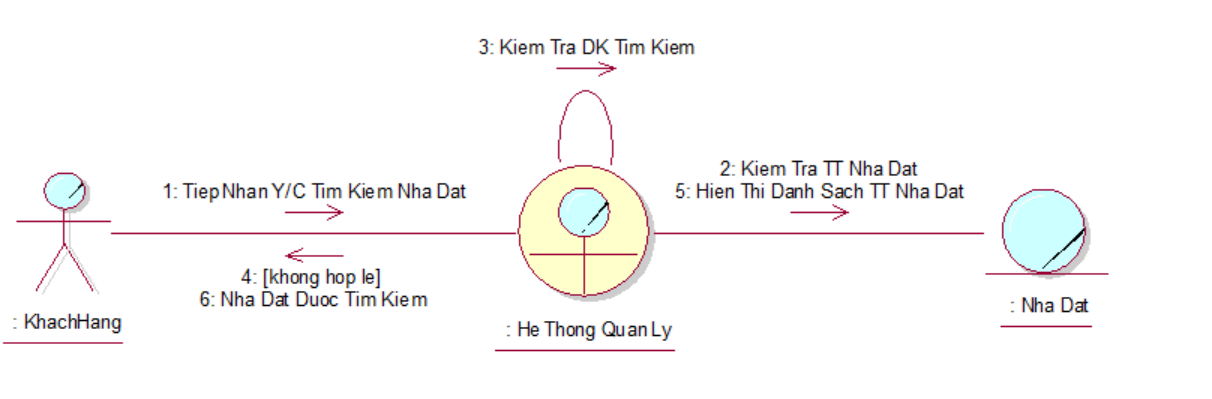 3: Kiem Tra DK Tim Kiem
1: Tiep Nhan Y/C Tim Kiem Nha Dat
2: Kiem Tra TT Nha Dat
5: Hien Thi Danh Sach TT Nha Dat
4: [khong hop le]
6: Nha Dat Duoc Tim Kiem
: KhachHang
: He Thong Quan Ly
: Nha Dat